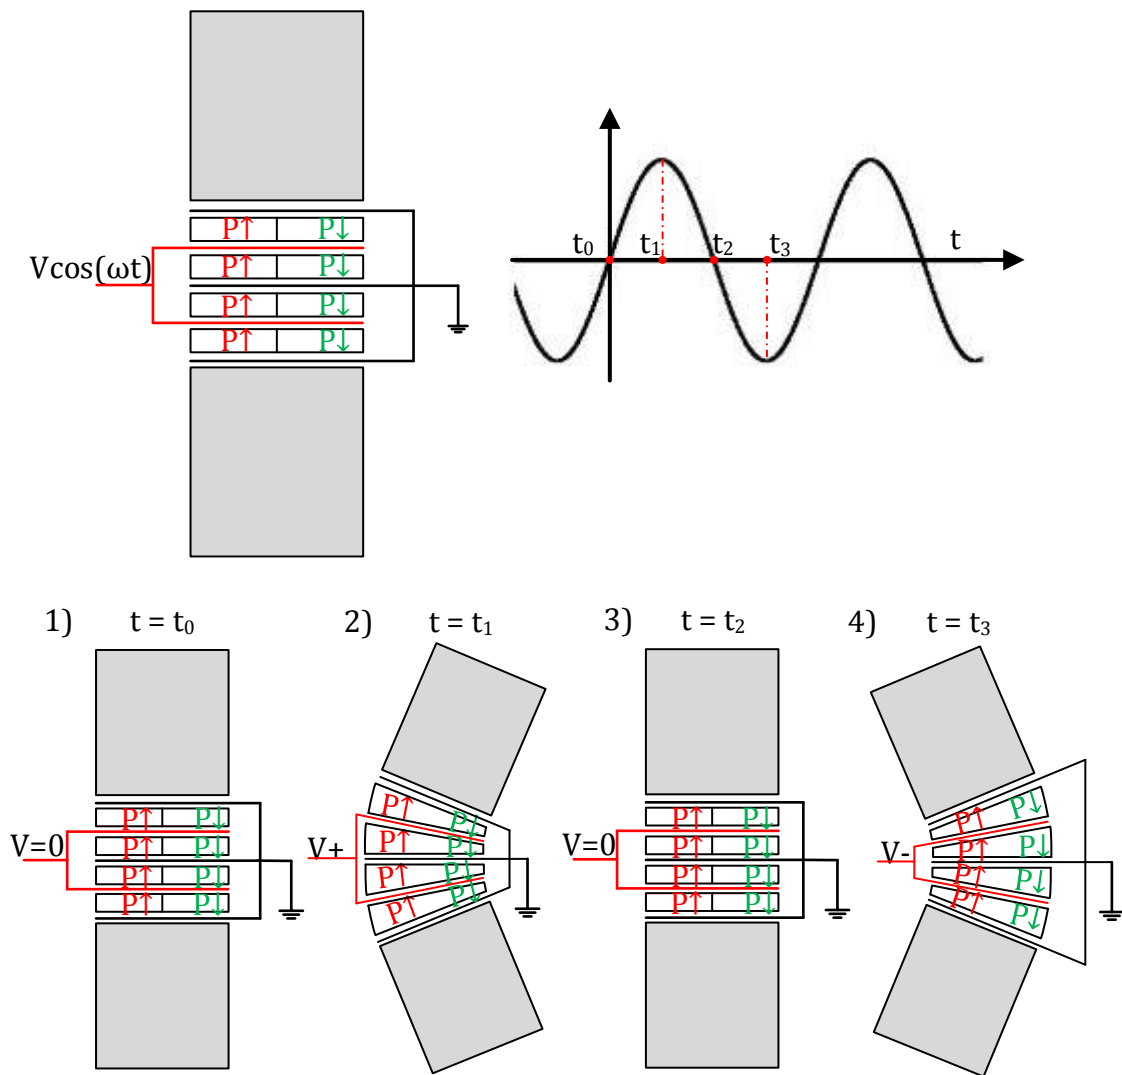 P↑ P↓
P↑ P↓
Vcos(ωt)
P↑ P↓
P↑ P↓
t₀ t₁ t₂ t₃ t
1) t = t₀ 2) t = t₁ 3) t = t₂ 4) t = t₃
P↑ P↓
P↑ P↓
V=0
P↑ P↓
P↑ P↓
P↑ P↓
P↑ P↓
V+
P↑ P↓
P↑ P↓
P↑ P↓
P↑ P↓
V=0
P↑ P↓
P↑ P↓
P↑ P↓
P↑ P↓
V-
P↑ P↓
P↑ P↓